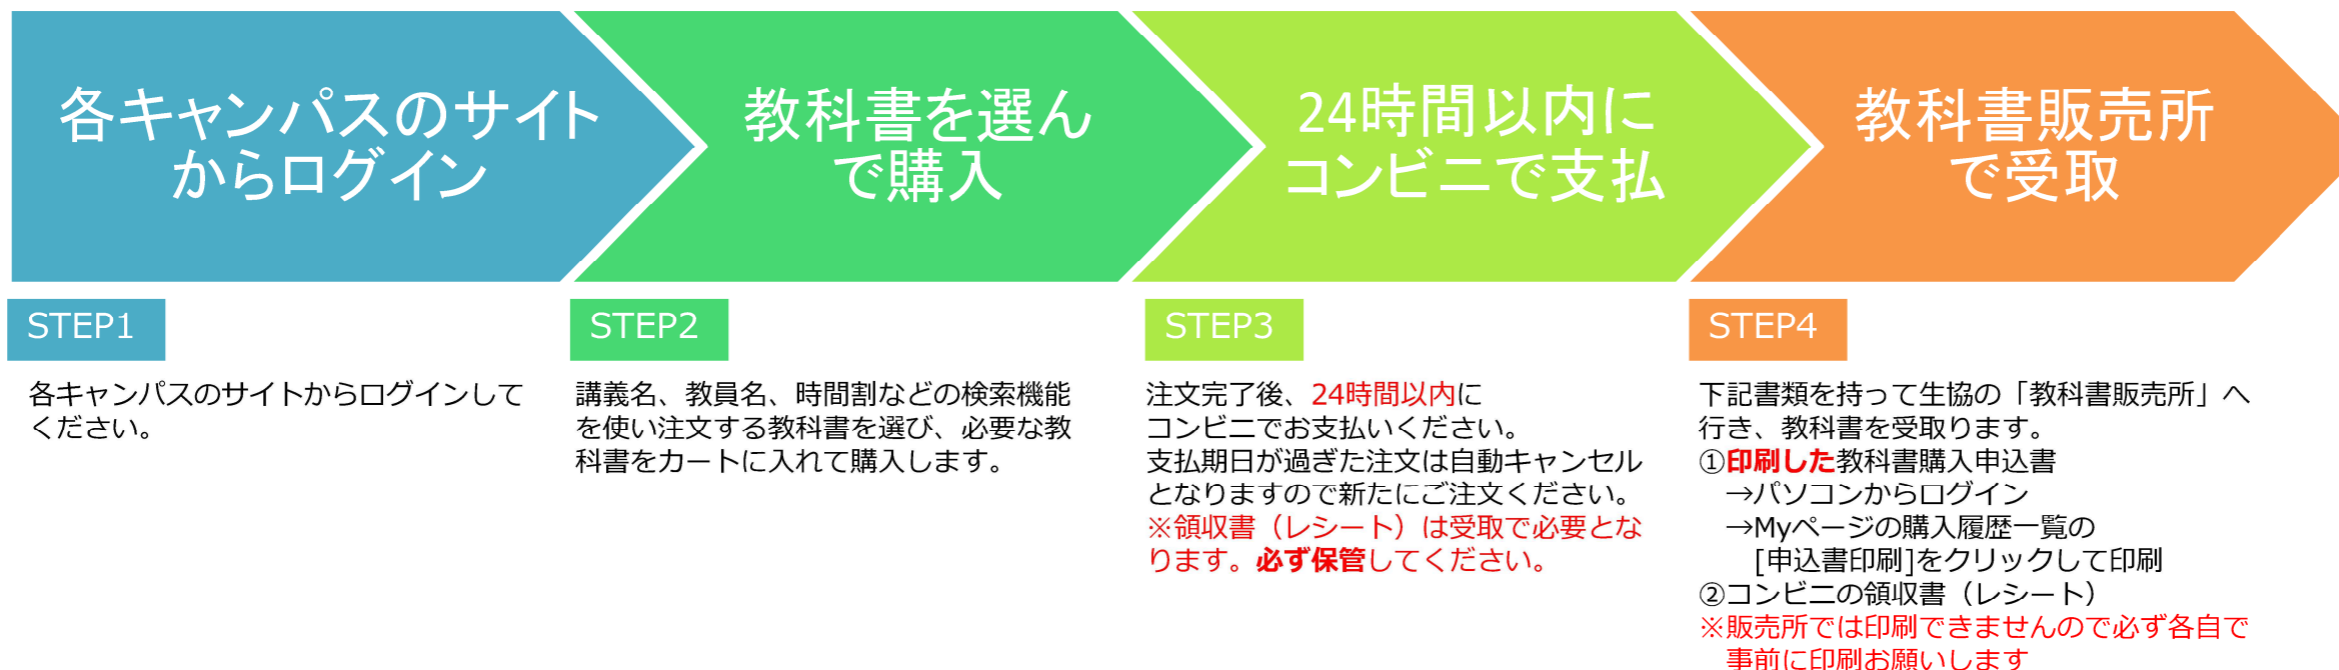 各キャンパスのサイト
からログイン
教科書を選ん
で購入
24時間以内に
コンビニで支払
教科書販売所
で受取
STEP1
各キャンパスのサイトからログインして
ください。
STEP2
講義名、教員名、時間割などの検索機能
を使い注文する教科書を選び、必要な教
科書をカートに入れて購入します。
STEP3
注文完了後、24時間以内に
コンビニでお支払いください。
支払期日が過ぎた注文は自動キャンセル
となりますので新たにご注文ください。
※領収書（レシート）は受取で必要とな
ります。必ず保管してください。
STEP4
下記書類を持って生協の「教科書販売所」へ
行き、教科書を受取ります。
①印刷した教科書購入申込書
→パソコンからログイン
→Myページの購入履歴一覧の
[申込書印刷]をクリックして印刷
②コンビニの領収書（レシート）
※販売所では印刷できませんので必ず各自で
事前に印刷お願いします